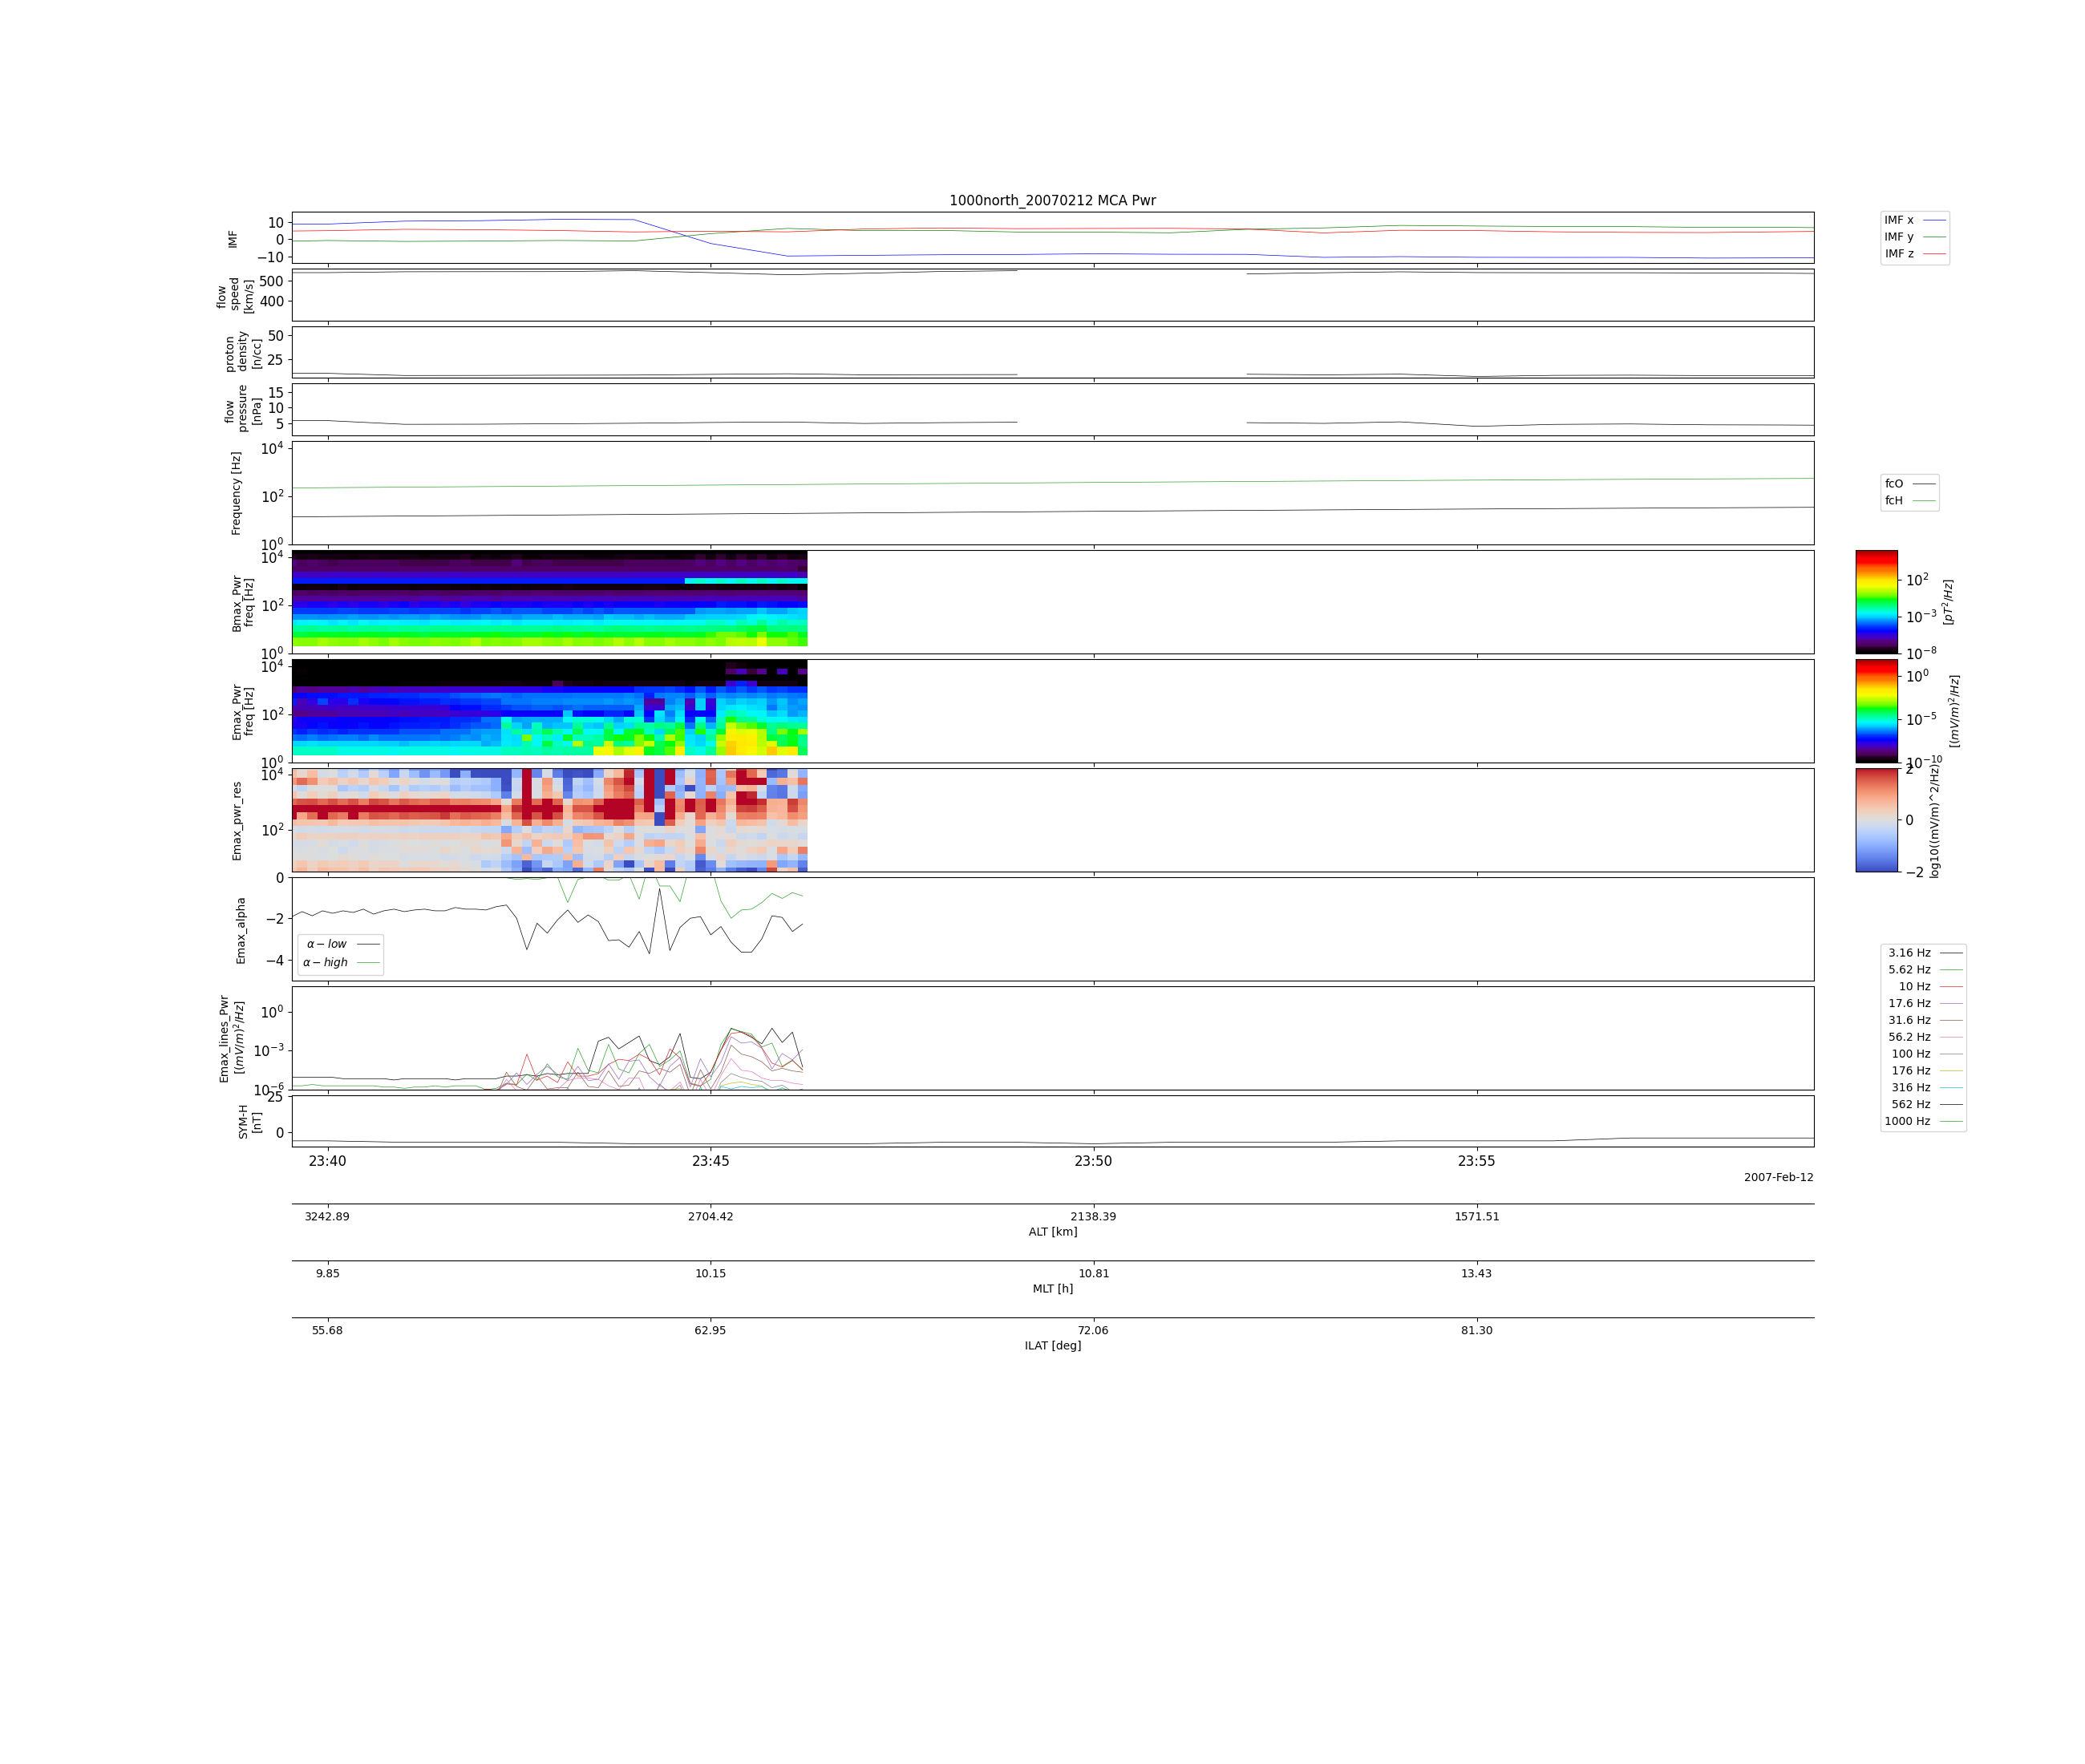 1000north_20070212 MCA Pwr
10
0
−10
IMF
IMF x
IMF y
IMF z
500
400
flow
speed
[km/s]
50
25
proton
density
[n/cc]
15
10
5
flow
pressure
[nPa]
10^4
10^2
10^0
Frequency [Hz]
fcO
fcH
10^4
10^2
10^0
Bmax_Pwr
freq [Hz]
10^2
10^−3
10^−8
[pT^2/Hz]
10^4
10^2
10^0
Emax_Pwr
freq [Hz]
10^0
10^−5
10^−10
[(mV/m)^2/Hz]
10^4
10^2
Emax_pwr_res
2
0
−2
log10((mV/m)^2/Hz)
0
−2
−4
Emax_alpha
α − low
α − high
10^0
10^−3
10^−6
Emax_lines_Pwr
[(mV/m)^2/Hz]
3.16 Hz
5.62 Hz
10 Hz
17.6 Hz
31.6 Hz
56.2 Hz
100 Hz
176 Hz
316 Hz
562 Hz
1000 Hz
25
0
SYM-H
[nT]
23:40 23:45 23:50 23:55
2007-Feb-12
3242.89 2704.42 2138.39 1571.51
ALT [km]
9.85 10.15 10.81 13.43
MLT [h]
55.68 62.95 72.06 81.30
ILAT [deg]